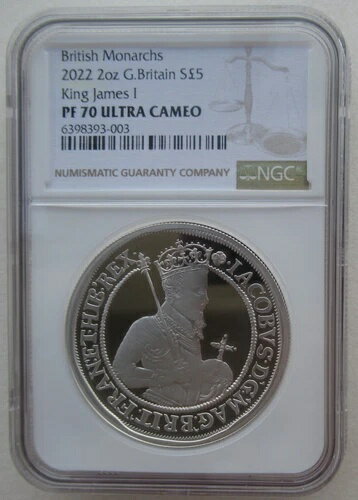 British Monarchs
2022 2oz G.Britain S£5
King James I
PF 70 ULTRA CAMEO
6398393-003
NUMISMATIC GUARANTY COMPANY
NGC
·IACOBVS·D'·G'·MAG'·BRIT'·FRAN'·ET·HIB'·REX·